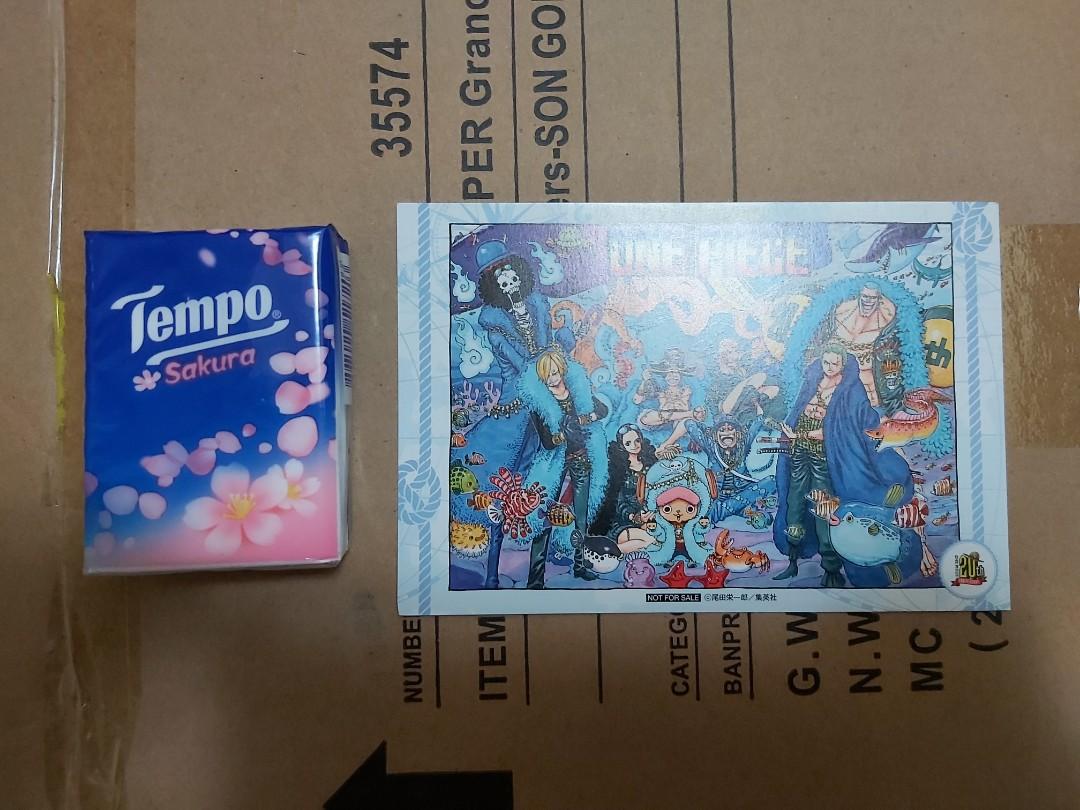 Tempo®
Sakura
ONE PIECE
NOT FOR SALE ©尾田栄一郎／集英社
20th
35574
PER Grand
ers-SON GO
NUMBE
ITEM
CATEG
BANPR
G.W
N.W
MC
(2